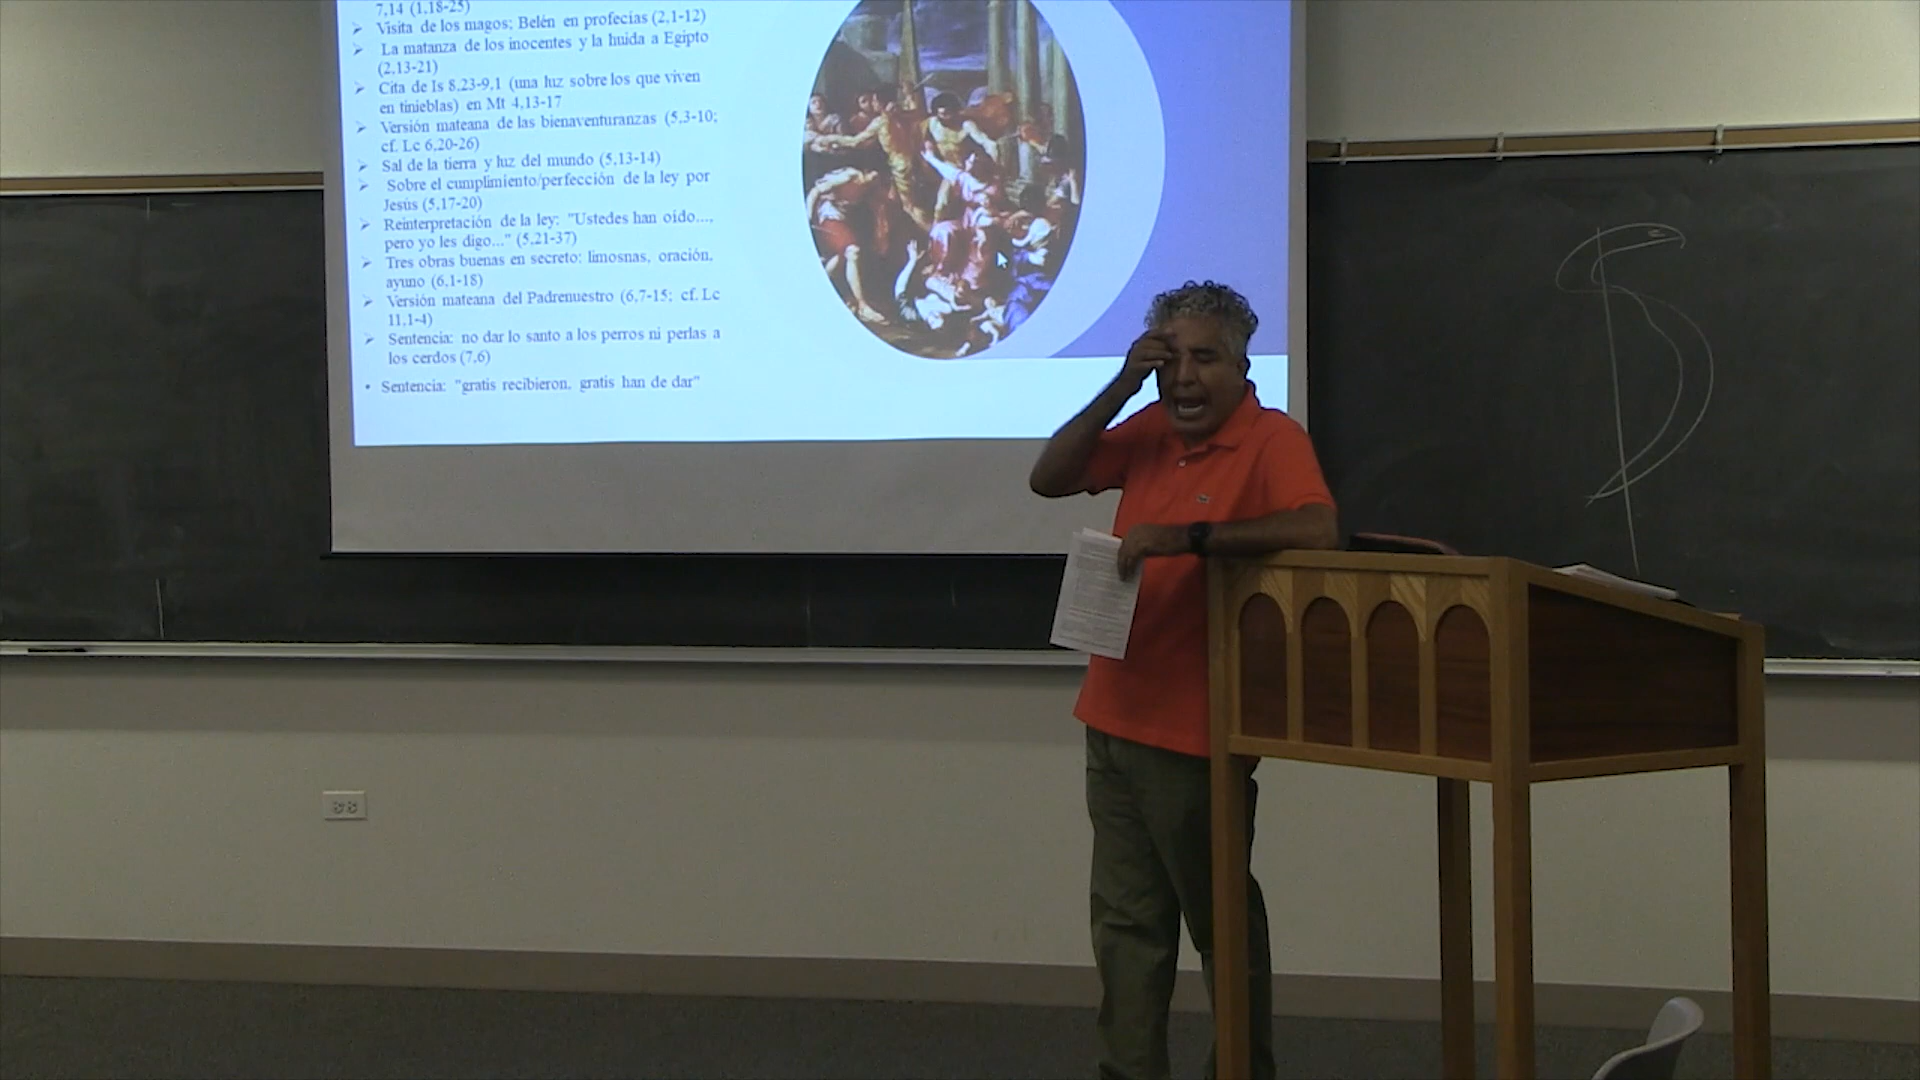 7,14 (1,18-25)
Visita de los magos; Belén en profecías (2,1-12)
La matanza de los inocentes y la huida a Egipto
(2,13-21)
Cita de Is 8,23-9,1 (una luz sobre los que viven
en tinieblas) en Mt 4,13-17
Versión mateana de las bienaventuranzas (5,3-10;
cf. Lc 6,20-26)
Sal de la tierra y luz del mundo (5,13-14)
Sobre el cumplimiento/perfección de la ley por
Jesús (5,17-20)
Reinterpretación de la ley: "Ustedes han oído...,
pero yo les digo..." (5,21-37)
Tres obras buenas en secreto: limosnas, oración,
ayuno (6,1-18)
Versión mateana del Padrenuestro (6,7-15; cf. Lc
11,1-4)
Sentencia: no dar lo santo a los perros ni perlas a
los cerdos (7,6)
• Sentencia: "gratis recibieron, gratis han de dar"